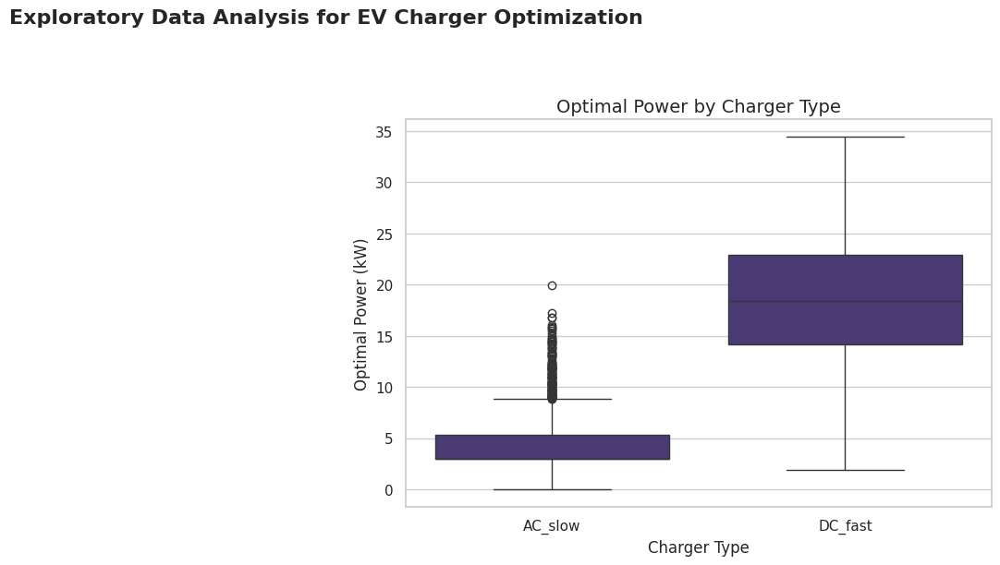 Exploratory Data Analysis for EV Charger Optimization
Optimal Power by Charger Type
Optimal Power (kW)
35
30
25
20
15
10
5
0
AC_slow
DC_fast
Charger Type